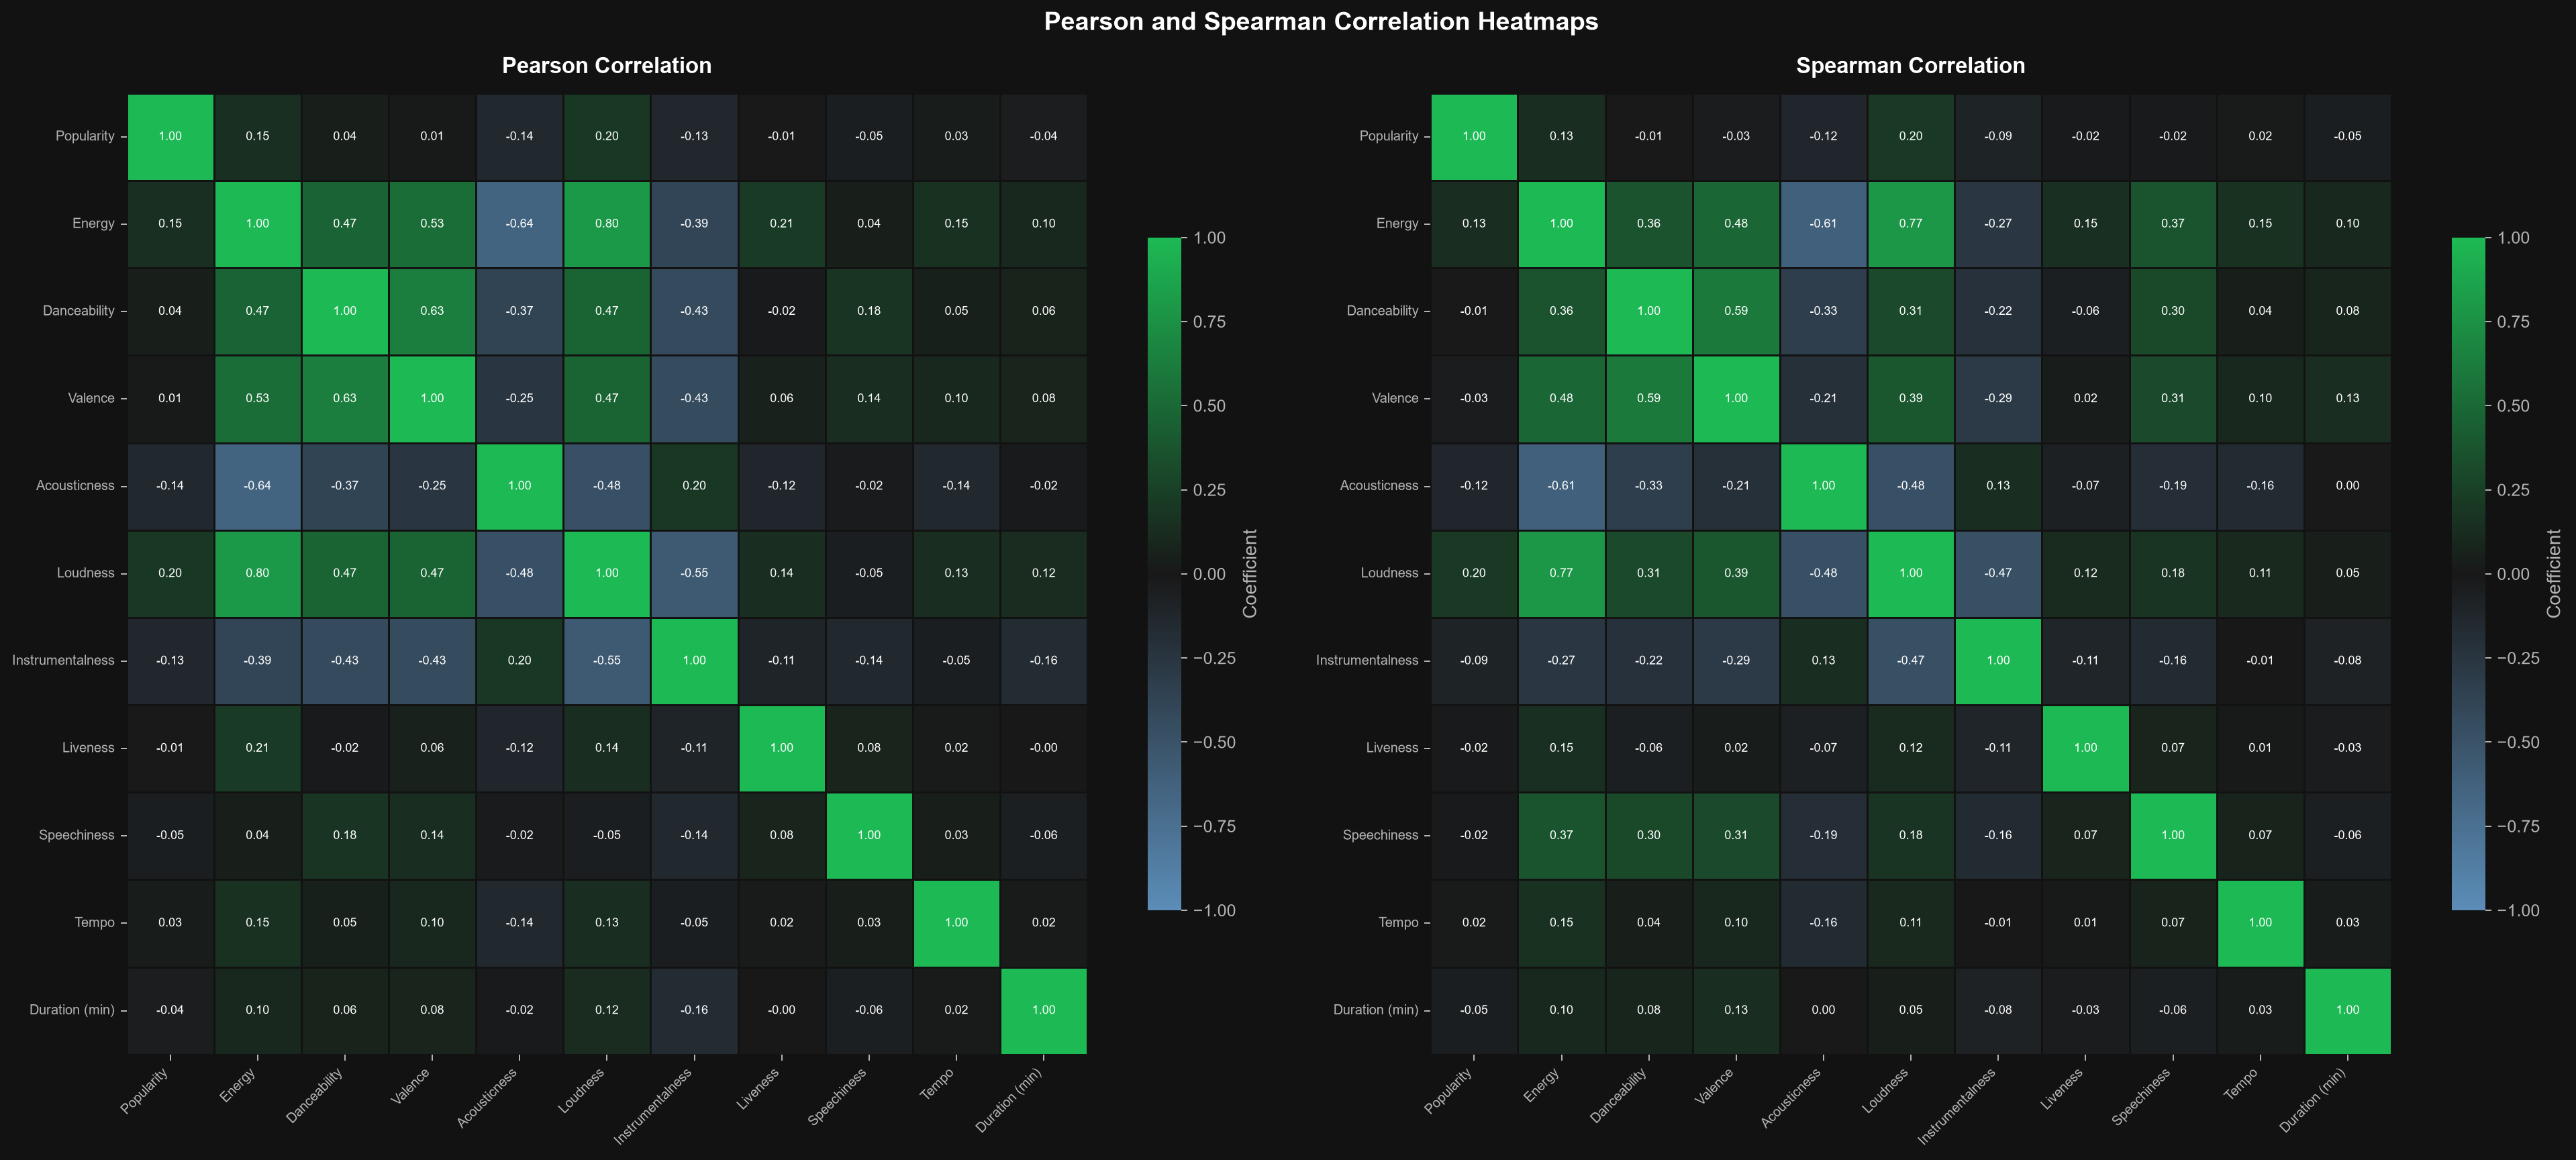 Pearson and Spearman Correlation Heatmaps
Pearson Correlation
Popularity 1.00 0.15 0.04 0.01 -0.14 0.20 -0.13 -0.01 -0.05 0.03 -0.04
Energy 0.15 1.00 0.47 0.53 -0.64 0.80 -0.39 0.21 0.04 0.15 0.10
Danceability 0.04 0.47 1.00 0.63 -0.37 0.47 -0.43 -0.02 0.18 0.05 0.06
Valence 0.01 0.53 0.63 1.00 -0.25 0.47 -0.43 0.06 0.14 0.10 0.08
Acousticness -0.14 -0.64 -0.37 -0.25 1.00 -0.48 0.20 -0.12 -0.02 -0.14 -0.02
Loudness 0.20 0.80 0.47 0.47 -0.48 1.00 -0.55 0.14 -0.05 0.13 0.12
Instrumentalness -0.13 -0.39 -0.43 -0.43 0.20 -0.55 1.00 -0.11 -0.14 -0.05 -0.16
Liveness -0.01 0.21 -0.02 0.06 -0.12 0.14 -0.11 1.00 0.08 0.02 -0.00
Speechiness -0.05 0.04 0.18 0.14 -0.02 -0.05 -0.14 0.08 1.00 0.03 -0.06
Tempo 0.03 0.15 0.05 0.10 -0.14 0.13 -0.05 0.02 0.03 1.00 0.02
Duration (min) -0.04 0.10 0.06 0.08 -0.02 0.12 -0.16 -0.00 -0.06 0.02 1.00
Popularity Energy Danceability Valence Acousticness Loudness Instrumentalness Liveness Speechiness Tempo Duration (min)
1.00
0.75
0.50
0.25
0.00
−0.25
−0.50
−0.75
−1.00
Coefficient
Spearman Correlation
Popularity 1.00 0.13 -0.01 -0.03 -0.12 0.20 -0.09 -0.02 -0.02 0.02 -0.05
Energy 0.13 1.00 0.36 0.48 -0.61 0.77 -0.27 0.15 0.37 0.15 0.10
Danceability -0.01 0.36 1.00 0.59 -0.33 0.31 -0.22 -0.06 0.30 0.04 0.08
Valence -0.03 0.48 0.59 1.00 -0.21 0.39 -0.29 0.02 0.31 0.10 0.13
Acousticness -0.12 -0.61 -0.33 -0.21 1.00 -0.48 0.13 -0.07 -0.19 -0.16 0.00
Loudness 0.20 0.77 0.31 0.39 -0.48 1.00 -0.47 0.12 0.18 0.11 0.05
Instrumentalness -0.09 -0.27 -0.22 -0.29 0.13 -0.47 1.00 -0.11 -0.16 -0.01 -0.08
Liveness -0.02 0.15 -0.06 0.02 -0.07 0.12 -0.11 1.00 0.07 0.01 -0.03
Speechiness -0.02 0.37 0.30 0.31 -0.19 0.18 -0.16 0.07 1.00 0.07 -0.06
Tempo 0.02 0.15 0.04 0.10 -0.16 0.11 -0.01 0.01 0.07 1.00 0.03
Duration (min) -0.05 0.10 0.08 0.13 0.00 0.05 -0.08 -0.03 -0.06 0.03 1.00
Popularity Energy Danceability Valence Acousticness Loudness Instrumentalness Liveness Speechiness Tempo Duration (min)
1.00
0.75
0.50
0.25
0.00
−0.25
−0.50
−0.75
−1.00
Coefficient